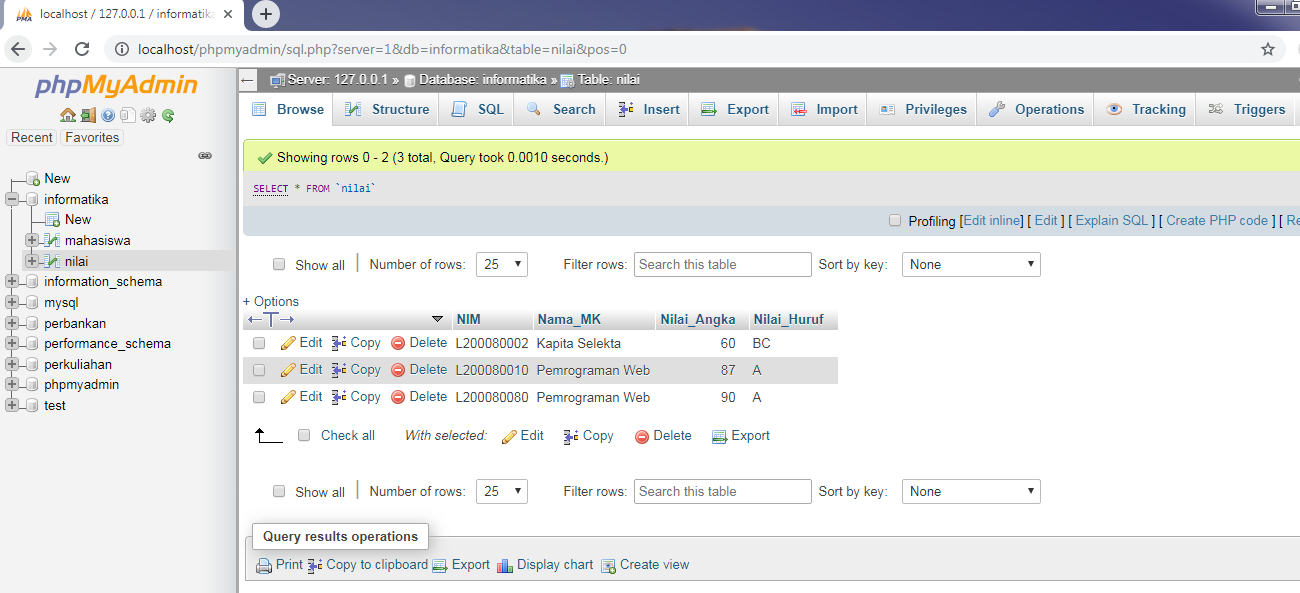 localhost / 127.0.0.1 / informatika
localhost/phpmyadmin/sql.php?server=1&db=informatika&table=nilai&pos=0
phpMyAdmin
Recent Favorites
New
informatika
New
mahasiswa
nilai
information_schema
mysql
perbankan
performance_schema
perkuliahan
phpmyadmin
test
Server: 127.0.0.1 » Database: informatika » Table: nilai
Browse Structure SQL Search Insert Export Import Privileges Operations Tracking Triggers
Showing rows 0 - 2 (3 total, Query took 0.0010 seconds.)
SELECT * FROM `nilai`
Profiling [Edit inline] [ Edit ] [ Explain SQL ] [ Create PHP code ] [ Re
Show all Number of rows: 25 Filter rows: Search this table Sort by key: None
+ Options
NIM Nama_MK Nilai_Angka Nilai_Huruf
Edit Copy Delete L200080002 Kapita Selekta 60 BC
Edit Copy Delete L200080010 Pemrograman Web 87 A
Edit Copy Delete L200080080 Pemrograman Web 90 A
Check all With selected: Edit Copy Delete Export
Show all Number of rows: 25 Filter rows: Search this table Sort by key: None
Query results operations
Print Copy to clipboard Export Display chart Create view